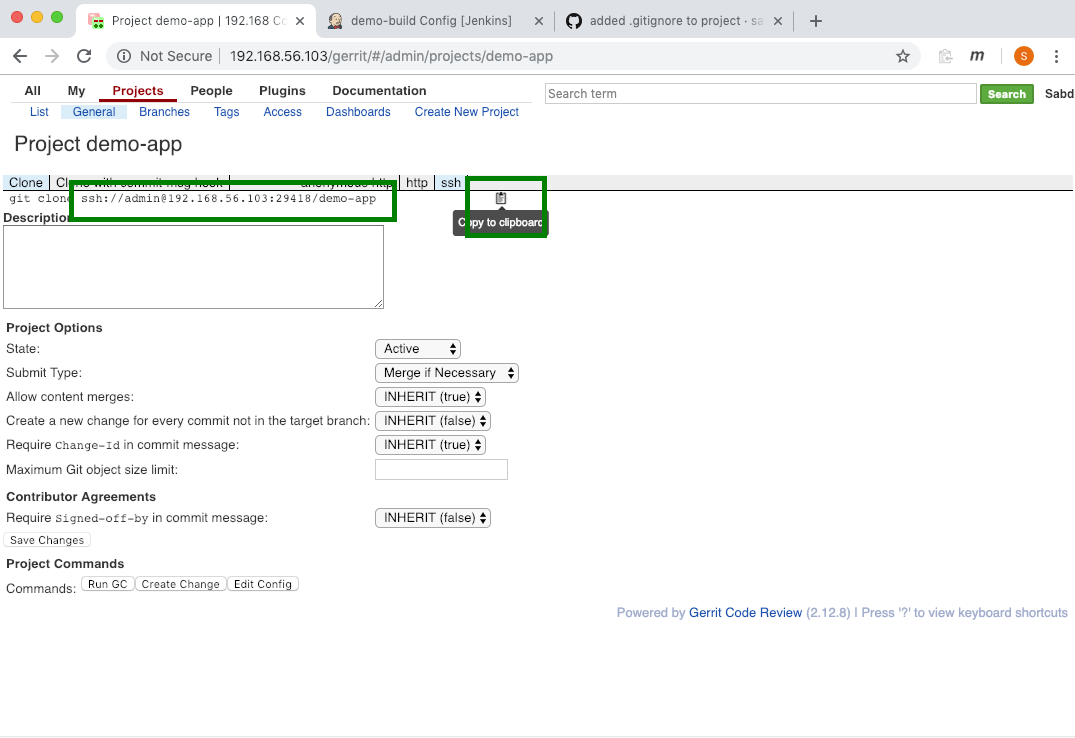 Project demo-app | 192.168 Co
demo-build Config [Jenkins]
added .gitignore to project · sa
Not Secure
192.168.56.103/gerrit/#/admin/projects/demo-app
m
S
All My Projects People Plugins Documentation
Search term
Search
Sabd
List General Branches Tags Access Dashboards Create New Project
Project demo-app
Clone Clone with commit-msg hook anonymous http http ssh
git clone ssh://admin@192.168.56.103:29418/demo-app
Copy to clipboard
Description
Project Options
State: Active
Submit Type: Merge if Necessary
Allow content merges: INHERIT (true)
Create a new change for every commit not in the target branch: INHERIT (false)
Require Change-Id in commit message: INHERIT (true)
Maximum Git object size limit:
Contributor Agreements
Require Signed-off-by in commit message: INHERIT (false)
Save Changes
Project Commands
Commands: Run GC Create Change Edit Config
Powered by Gerrit Code Review (2.12.8) | Press '?' to view keyboard shortcuts